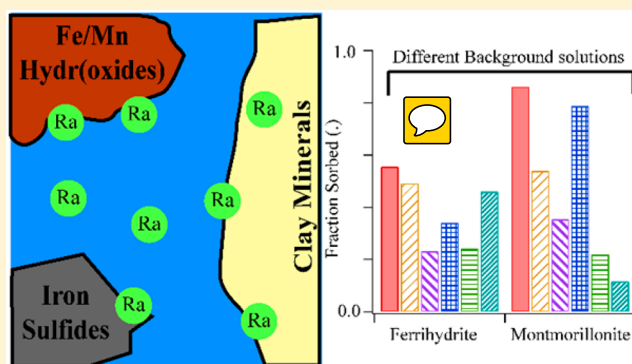 Fe/Mn
Hydr(oxides)
Ra
Ra
Ra
Ra
Ra
Ra
Ra
Ra
Iron
Sulfides
Clay Minerals
Fraction Sorbed (.)
1.0
0.0
Different Background solutions
Ferrihydrite
Montmorillonite